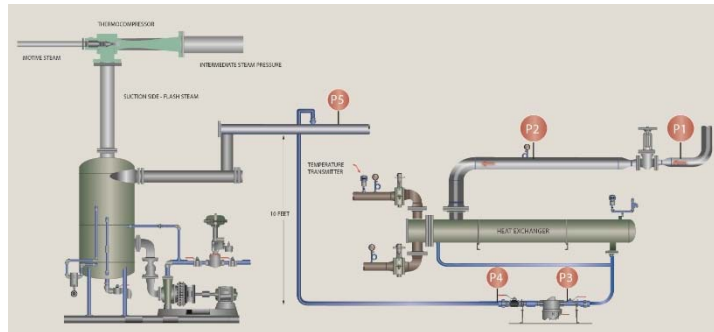 THERMOCOMPRESSOR
MOTIVE STEAM
INTERMEDIATE STEAM PRESSURE
SUCTION SIDE - FLASH STEAM
P5
P2
P1
TEMPERATURE
TRANSMITTER
10 FEET
HEAT EXCHANGER
P4
P3